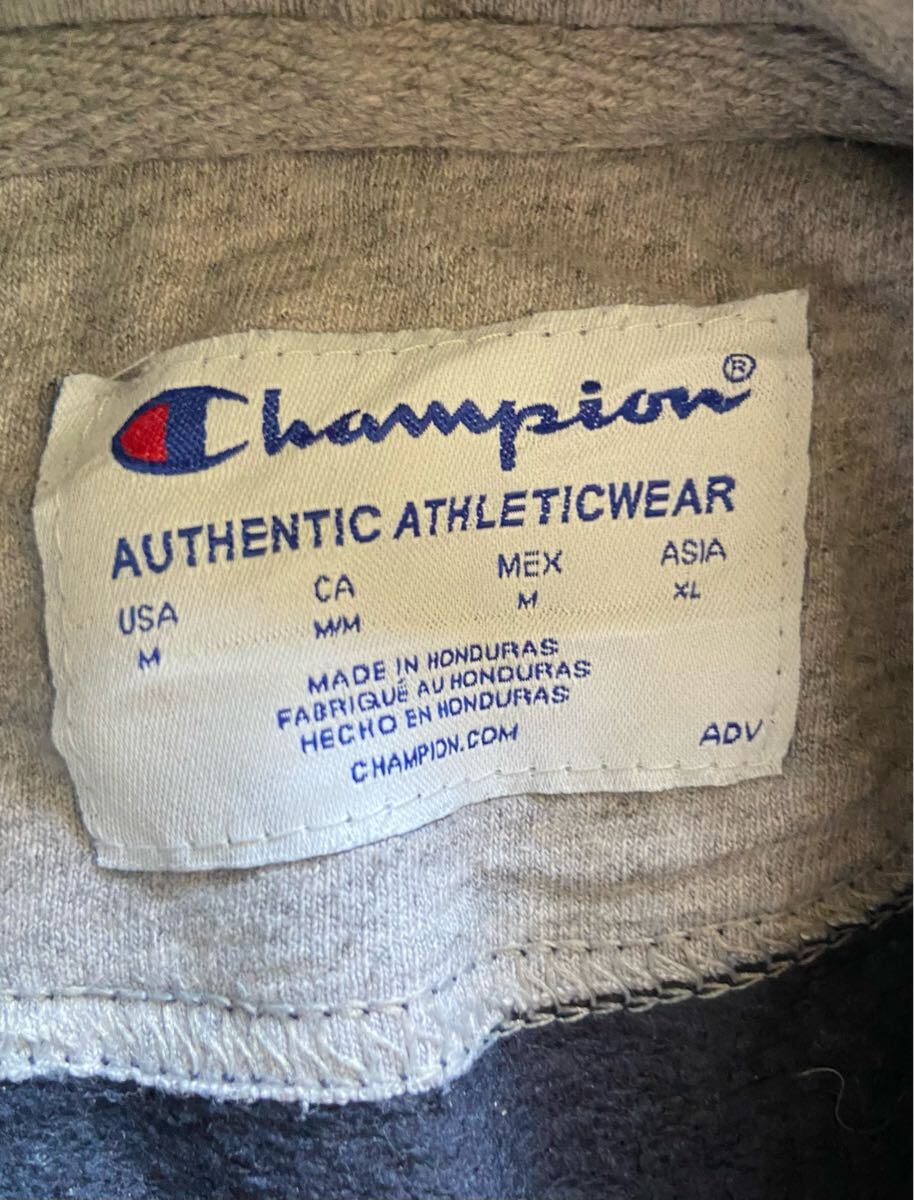 Champion®
AUTHENTIC ATHLETICWEAR
USA CA MEX ASIA
M M/M M XL
MADE IN HONDURAS
FABRIQUÉ AU HONDURAS
HECHO EN HONDURAS
CHAMPION.COM
ADV